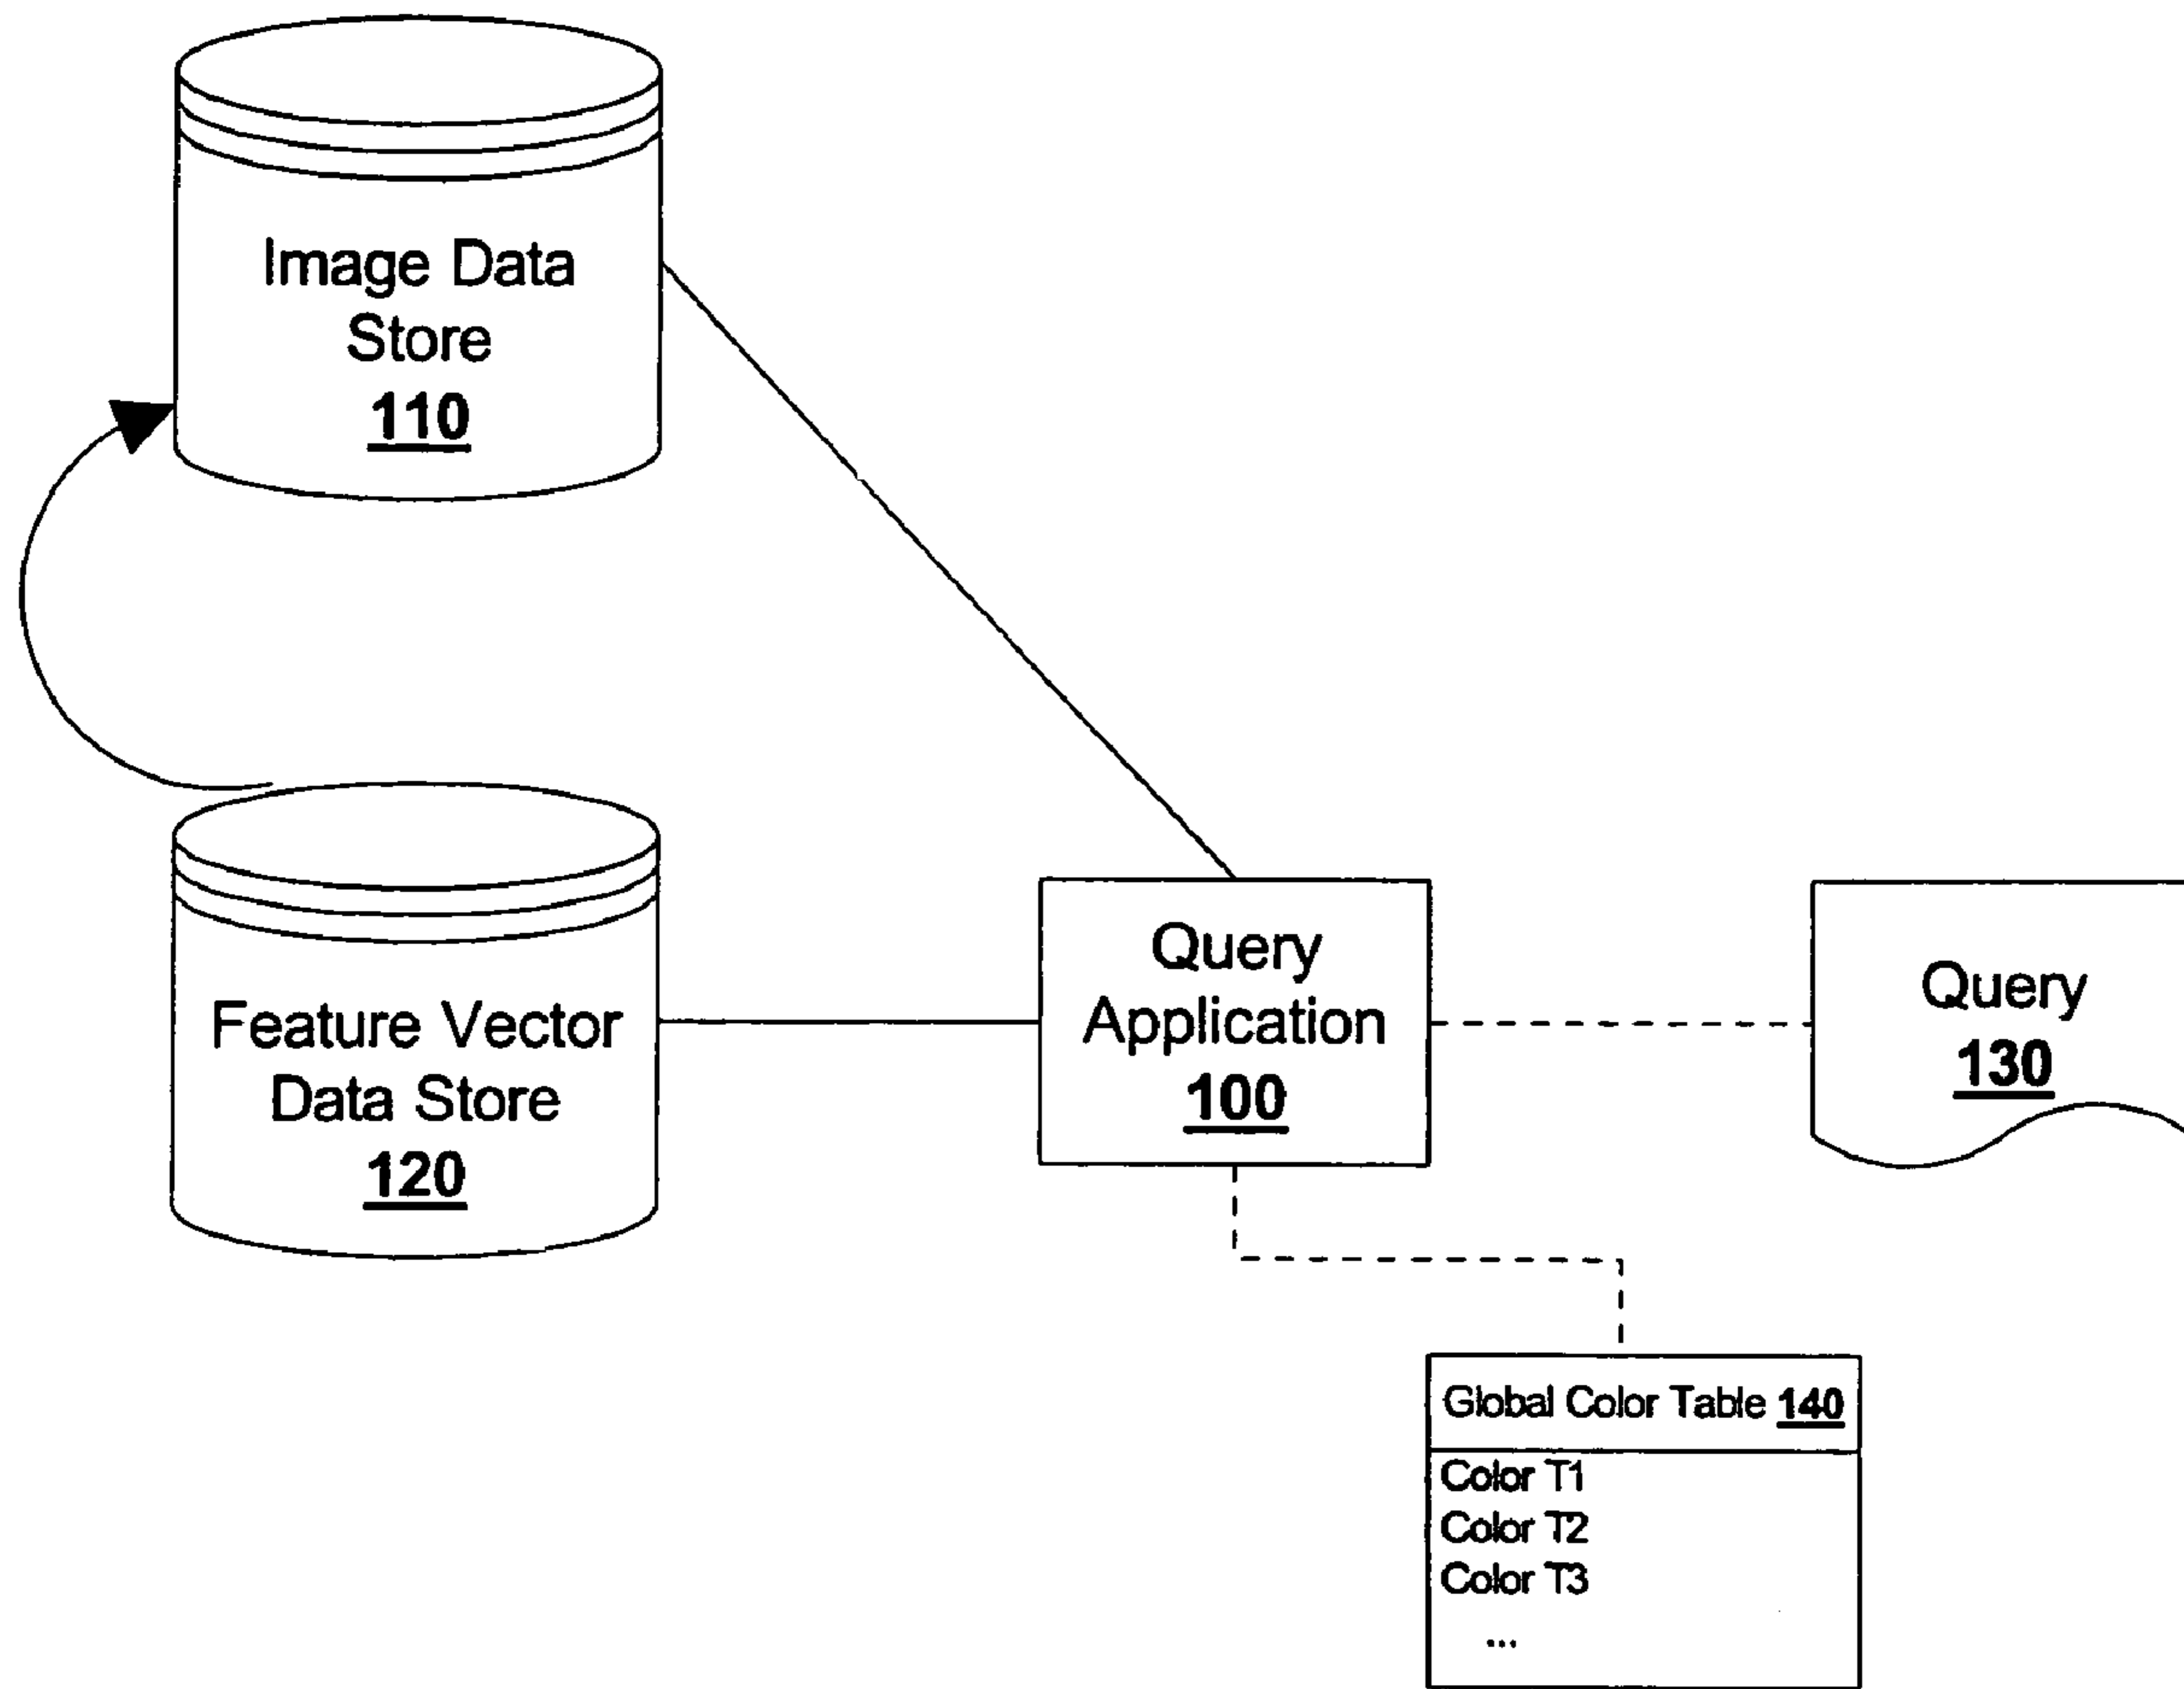 Image Data
Store
110
Feature Vector
Data Store
120
Query
Application
100
Query
130
Global Color Table 140
Color T1
Color T2
Color T3
...